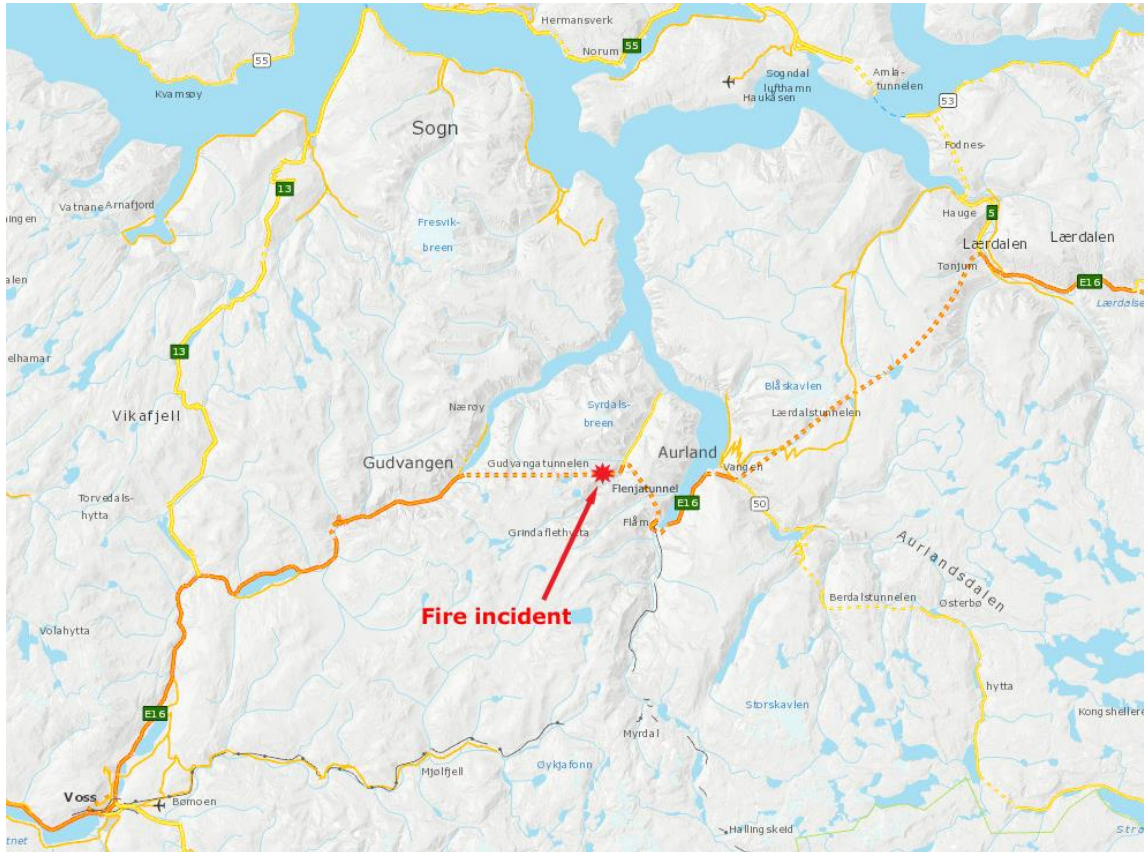 Hermansverk
Norum
55
55
Kvamsøy
Sogndal
lufthamn
Haukåsen
Amla-
tunnelen
53
Sogn
Fodnes-
13
Vatnane Arnafjord
Fresvik-
breen
Hauge
5
Lærdalen
Lærdalen
Tønjum
E16
13
Vikafjell
Nærøy
Syrdals-
breen
Blåskavlen
Lærdalstunnelen
Gudvangen
Gudvangatunnelen
Aurland
Vangen
Flenjatunnel
E16
50
Torvedals-
hytta
Grindaflethytta
Flåm
Aurlandsdalen
Fire incident
Berdalstunnelen
Østerbø
Volahytta
hytta
E16
Storskavlen
Myrdal
Mjølfjell
Øykjafonn
Voss
Bømoen
Hallingskeid